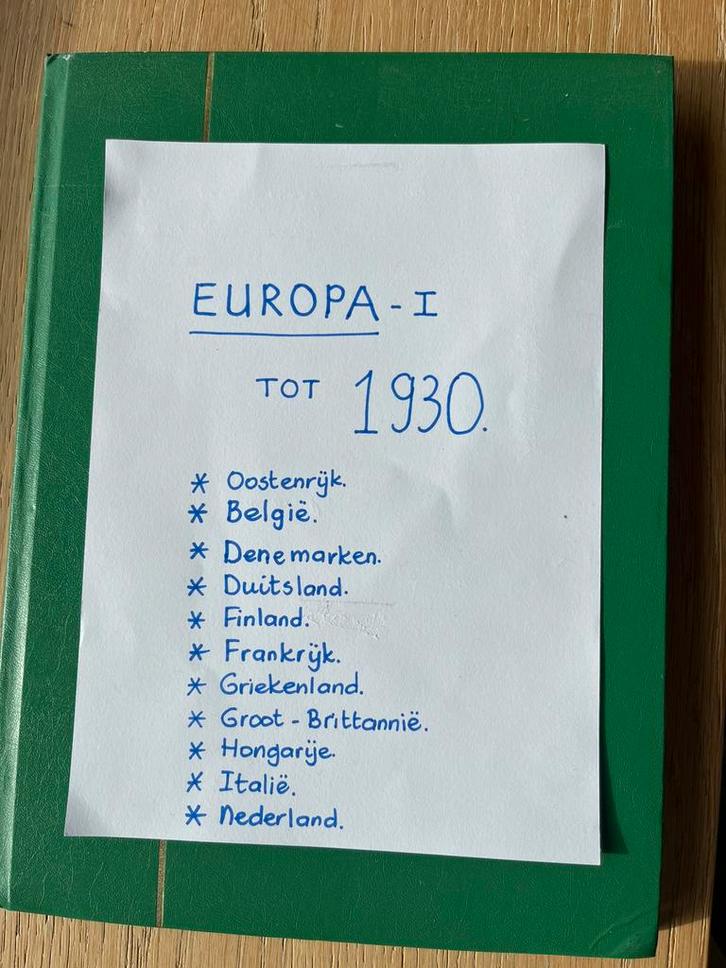 EUROPA - I
TOT 1930.
* Oostenrijk.
* België.
* Denemarken.
* Duitsland.
* Finland.
* Frankrijk.
* Griekenland.
* Groot - Brittannië.
* Hongarije.
* Italië.
* Nederland.